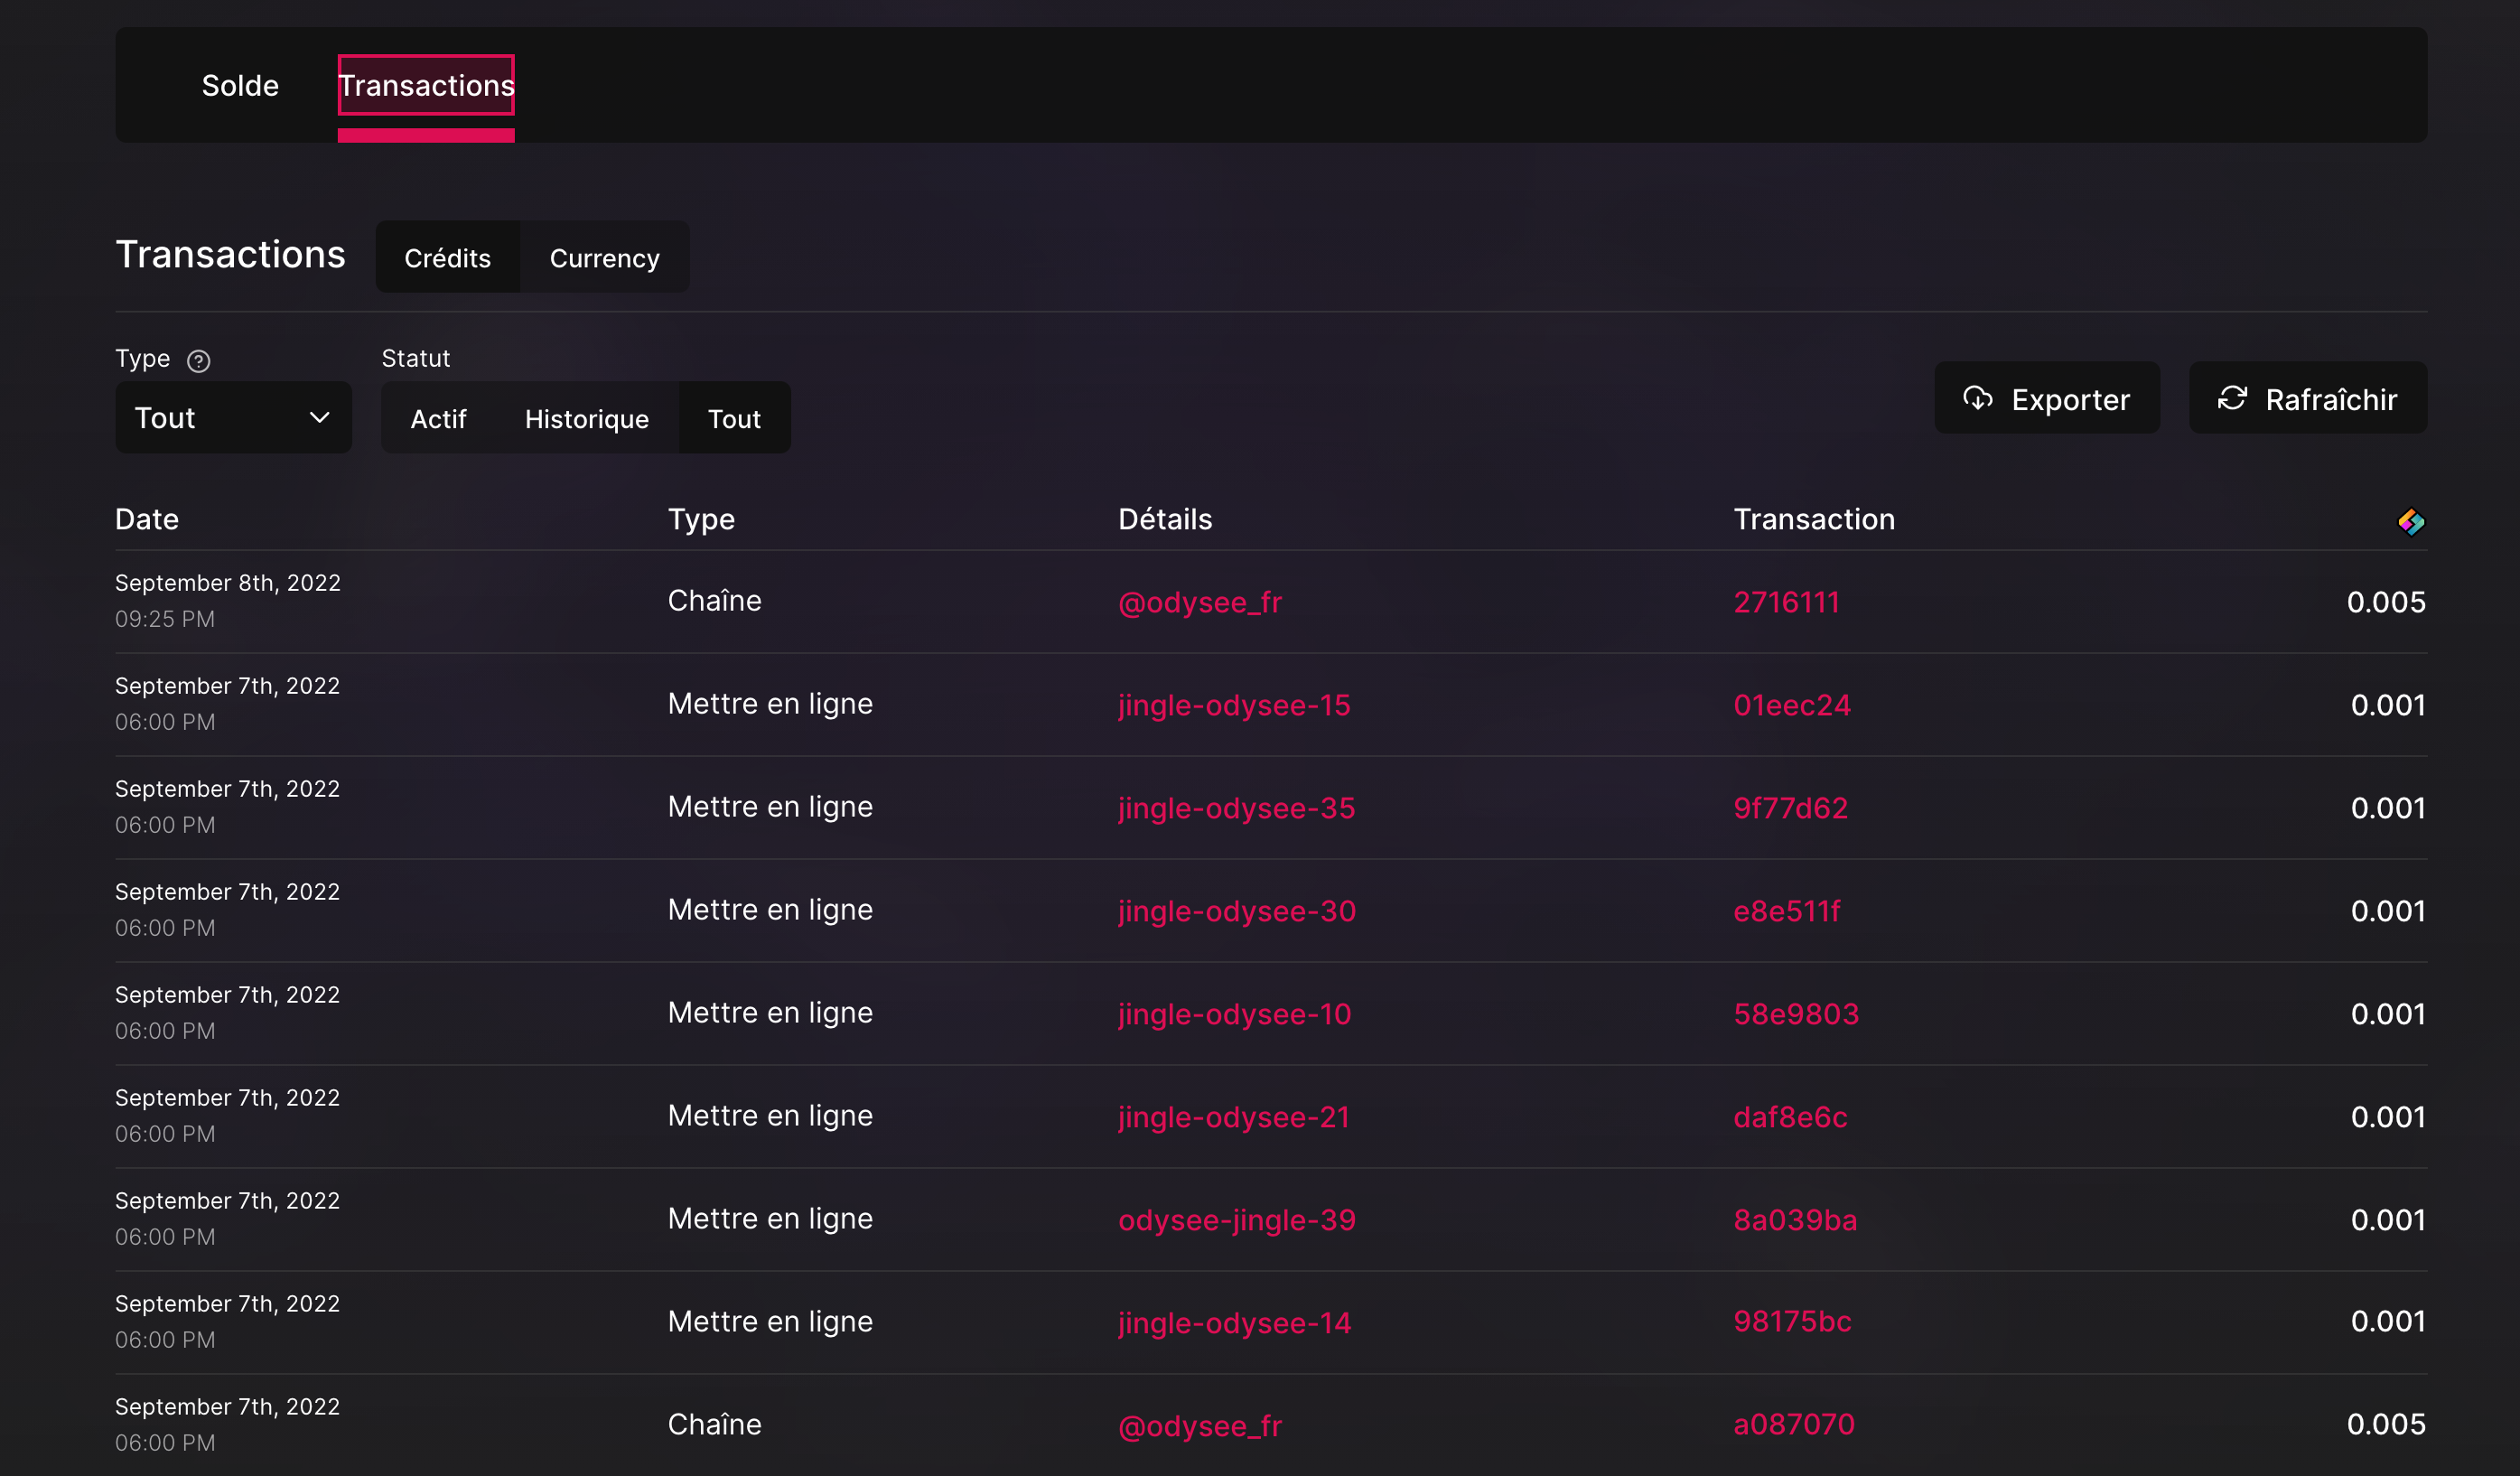 Solde Transactions
Transactions Crédits Currency
Type Statut
Tout Actif Historique Tout Exporter Rafraîchir
Date Type Détails Transaction
September 8th, 2022
09:25 PM
Chaîne @odysee_fr 2716111 0.005
September 7th, 2022
06:00 PM
Mettre en ligne jingle-odysee-15 01eec24 0.001
September 7th, 2022
06:00 PM
Mettre en ligne jingle-odysee-35 9f77d62 0.001
September 7th, 2022
06:00 PM
Mettre en ligne jingle-odysee-30 e8e511f 0.001
September 7th, 2022
06:00 PM
Mettre en ligne jingle-odysee-10 58e9803 0.001
September 7th, 2022
06:00 PM
Mettre en ligne jingle-odysee-21 daf8e6c 0.001
September 7th, 2022
06:00 PM
Mettre en ligne odysee-jingle-39 8a039ba 0.001
September 7th, 2022
06:00 PM
Mettre en ligne jingle-odysee-14 98175bc 0.001
September 7th, 2022
06:00 PM
Chaîne @odysee_fr a087070 0.005